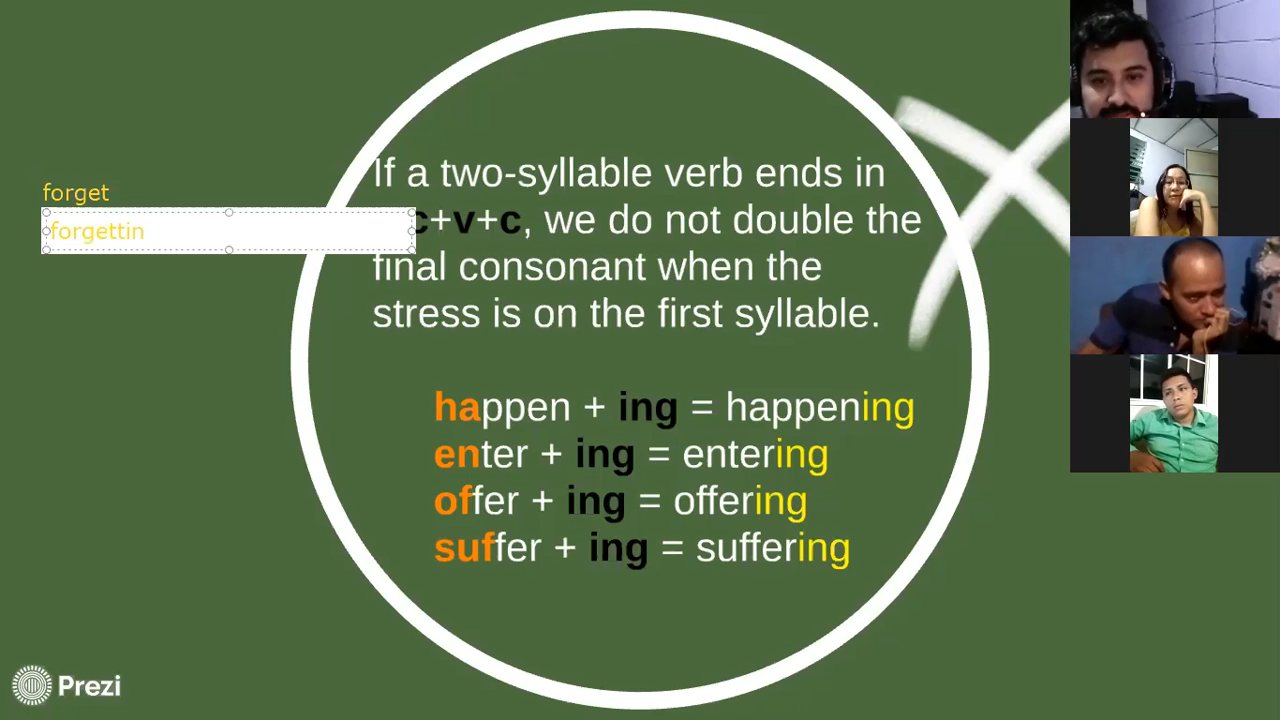 forget
forgettin
If a two-syllable verb ends in
c+v+c, we do not double the
final consonant when the
stress is on the first syllable.
happen + ing = happening
enter + ing = entering
offer + ing = offering
suffer + ing = suffering
Prezi